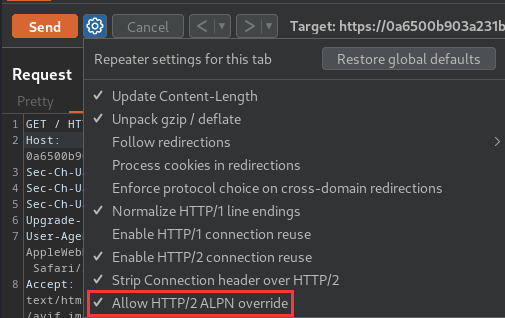 Send Cancel < > Target: https://0a6500b903a231b
Repeater settings for this tab Restore global defaults
Request
Pretty
Update Content-Length
Unpack gzip / deflate
Follow redirections
Process cookies in redirections
Enforce protocol choice on cross-domain redirections
Normalize HTTP/1 line endings
Enable HTTP/1 connection reuse
Enable HTTP/2 connection reuse
Strip Connection header over HTTP/2
Allow HTTP/2 ALPN override
1 GET / HT
2 Host:
0a6500b9
3 Sec-Ch-U
4 Sec-Ch-U
5 Sec-Ch-U
6 Upgrade-
7 User-Age
AppleWeb
Safari/
8 Accept:
text/htm
/avif,im